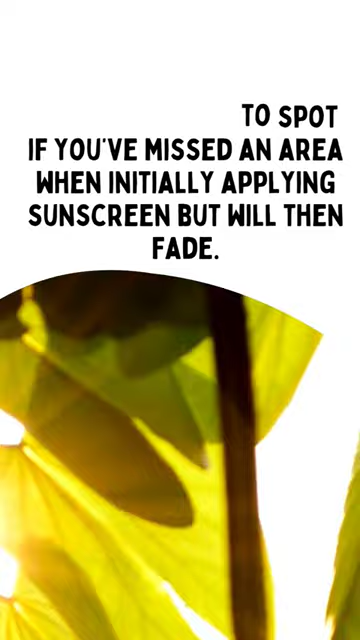 TO SPOT
IF YOU'VE MISSED AN AREA
WHEN INITIALLY APPLYING
SUNSCREEN BUT WILL THEN
FADE.